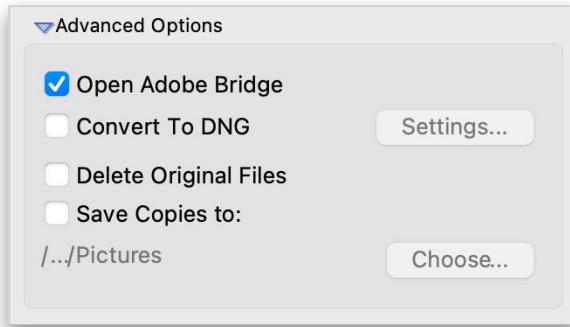 Advanced Options
Open Adobe Bridge
Convert To DNG Settings...
Delete Original Files
Save Copies to:
/.../Pictures Choose...